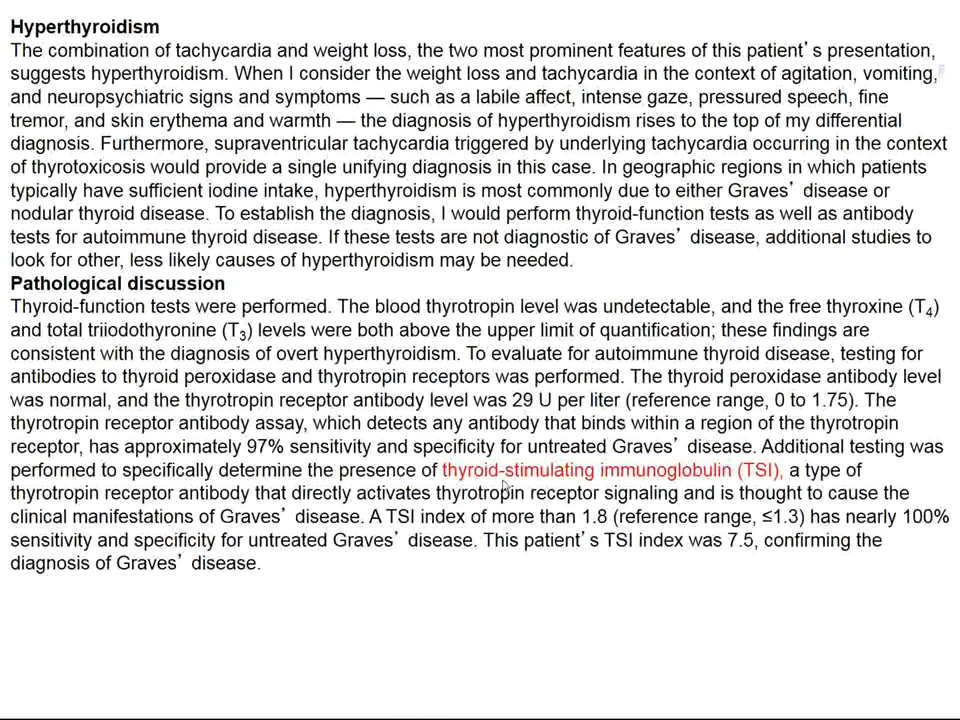 Hyperthyroidism
The combination of tachycardia and weight loss, the two most prominent features of this patient’s presentation,
suggests hyperthyroidism. When I consider the weight loss and tachycardia in the context of agitation, vomiting,
and neuropsychiatric signs and symptoms — such as a labile affect, intense gaze, pressured speech, fine
tremor, and skin erythema and warmth — the diagnosis of hyperthyroidism rises to the top of my differential
diagnosis. Furthermore, supraventricular tachycardia triggered by underlying tachycardia occurring in the context
of thyrotoxicosis would provide a single unifying diagnosis in this case. In geographic regions in which patients
typically have sufficient iodine intake, hyperthyroidism is most commonly due to either Graves’ disease or
nodular thyroid disease. To establish the diagnosis, I would perform thyroid-function tests as well as antibody
tests for autoimmune thyroid disease. If these tests are not diagnostic of Graves’ disease, additional studies to
look for other, less likely causes of hyperthyroidism may be needed.
Pathological discussion
Thyroid-function tests were performed. The blood thyrotropin level was undetectable, and the free thyroxine (T4)
and total triiodothyronine (T3) levels were both above the upper limit of quantification; these findings are
consistent with the diagnosis of overt hyperthyroidism. To evaluate for autoimmune thyroid disease, testing for
antibodies to thyroid peroxidase and thyrotropin receptors was performed. The thyroid peroxidase antibody level
was normal, and the thyrotropin receptor antibody level was 29 U per liter (reference range, 0 to 1.75). The
thyrotropin receptor antibody assay, which detects any antibody that binds within a region of the thyrotropin
receptor, has approximately 97% sensitivity and specificity for untreated Graves’ disease. Additional testing was
performed to specifically determine the presence of thyroid-stimulating immunoglobulin (TSI), a type of
thyrotropin receptor antibody that directly activates thyrotropin receptor signaling and is thought to cause the
clinical manifestations of Graves’ disease. A TSI index of more than 1.8 (reference range, ≤1.3) has nearly 100%
sensitivity and specificity for untreated Graves’ disease. This patient’s TSI index was 7.5, confirming the
diagnosis of Graves’ disease.